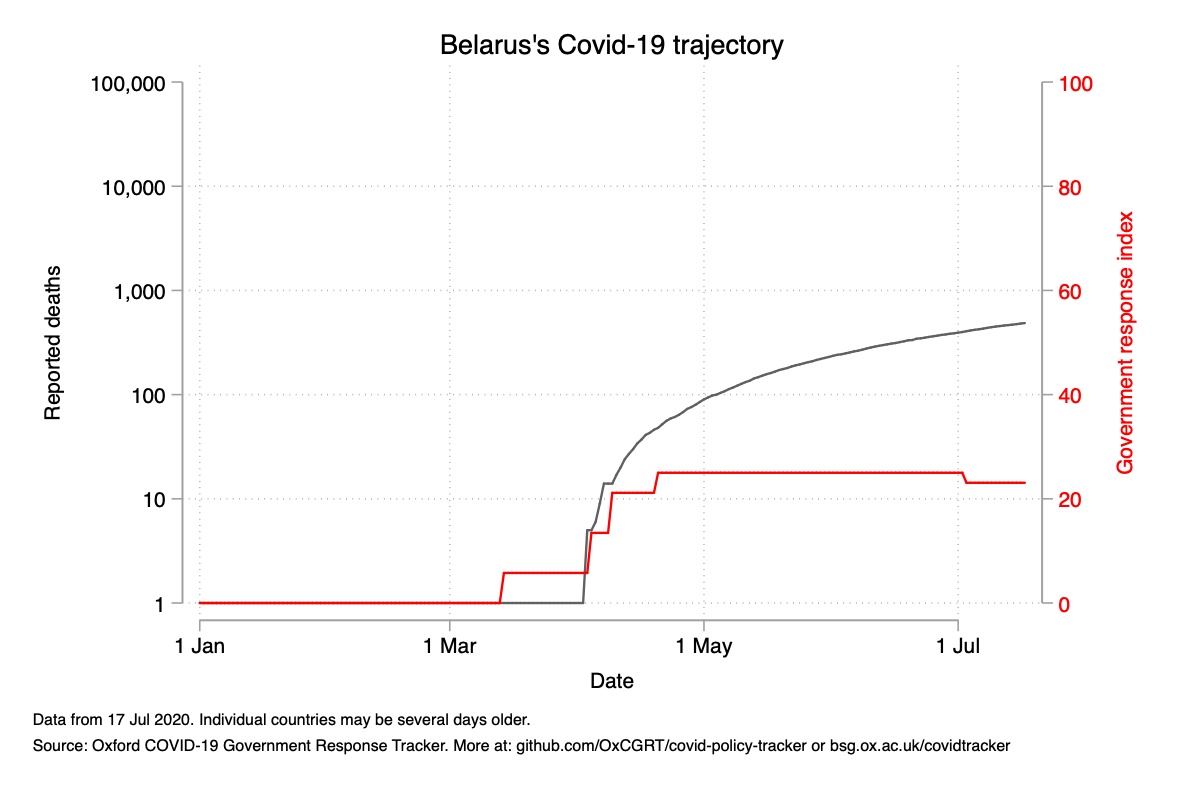 Belarus's Covid-19 trajectory
100,000
10,000
1,000
100
10
1
Reported deaths
100
80
60
40
20
0
Government response index
1 Jan
1 Mar
1 May
1 Jul
Date
Data from 17 Jul 2020. Individual countries may be several days older.
Source: Oxford COVID-19 Government Response Tracker. More at: github.com/OxCGRT/covid-policy-tracker or bsg.ox.ac.uk/covidtracker